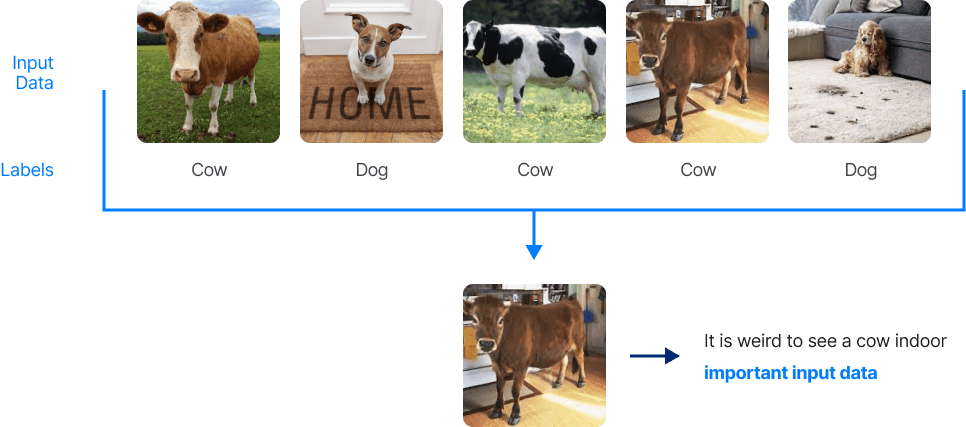 Input
Data
HOME
Labels
Cow
Dog
Cow
Cow
Dog
It is weird to see a cow indoor
important input data